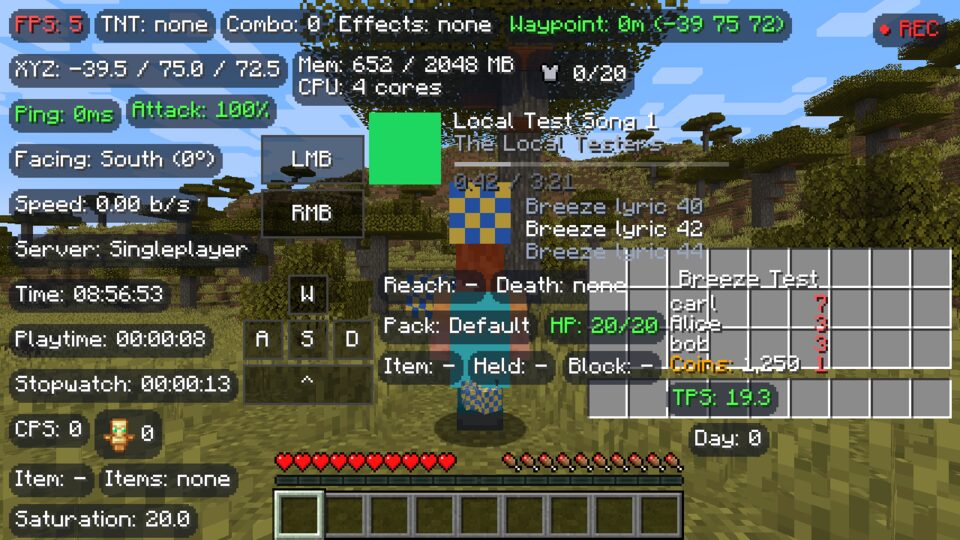 FPS: 5 TNT: none Combo: 0 Effects: none Waypoint: 0m (-39 75 72)
REC
XYZ: -39.5 / 75.0 / 72.5
Mem: 652 / 2048 MB
CPU: 4 cores
0/20
Ping: 0ms
Attack: 100%
Local Test Song 1
The Local Testers
0:42 / 3:21
Facing: South (0°)
LMB
Speed: 0.00 b/s
RMB
Breeze lyric 40
Breeze lyric 42
Breeze lyric 44
Server: Singleplayer
Time: 08:56:53
W
Reach: - Death: none
Breeze Test
carl 7
Alice 3
bob 3
Coins: 1,250 1
Playtime: 00:00:08
A S D
Pack: Default HP: 20/20
Item: - Held: - Block: -
Stopwatch: 00:00:13
^
TPS: 19.3
CPS: 0
0
Day: 0
Item: - Items: none
Saturation: 20.0